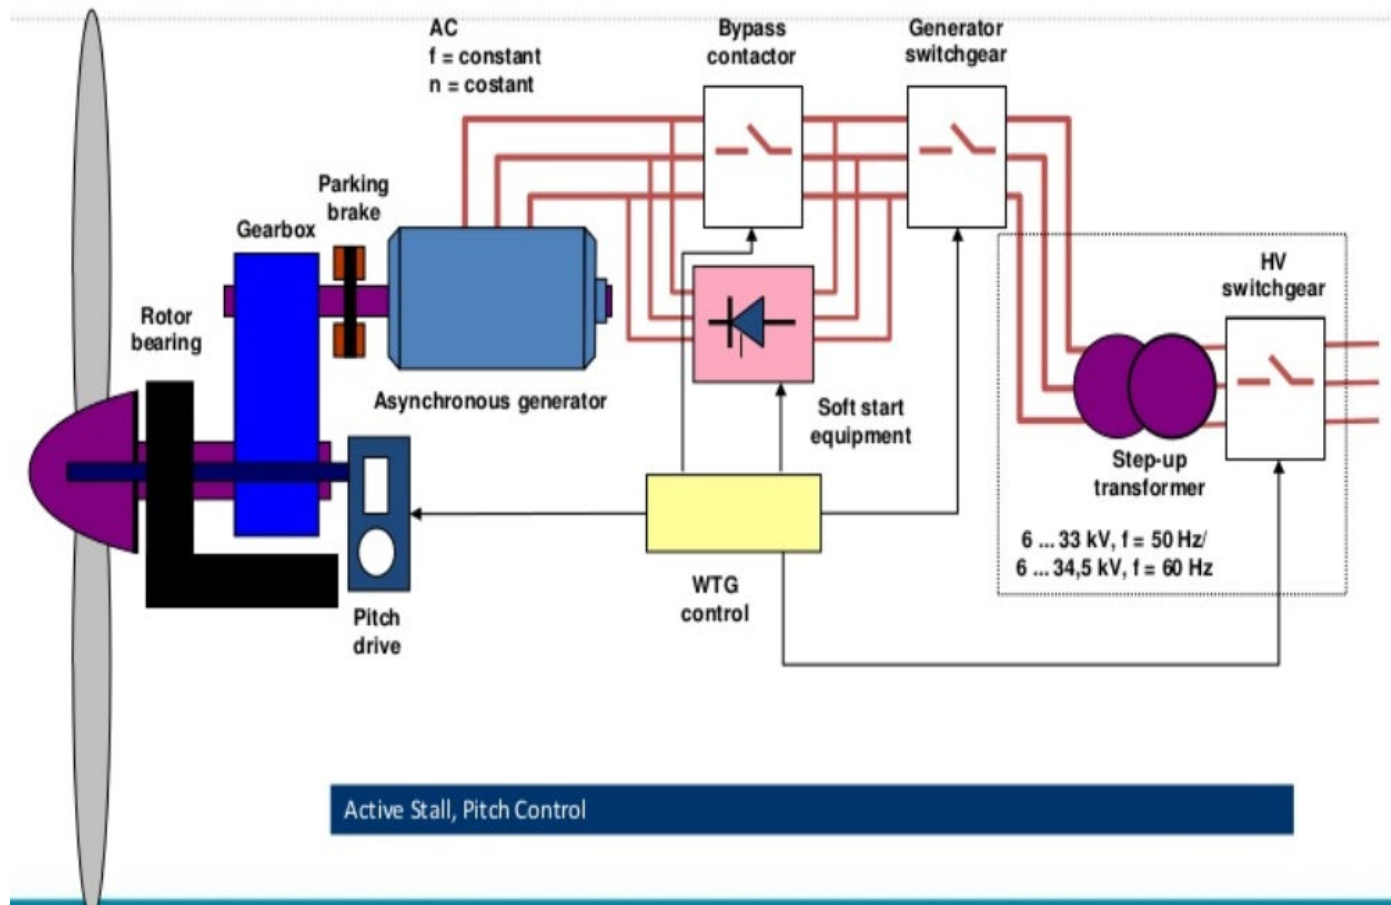 AC
f = constant
n = costant
Bypass
contactor
Generator
switchgear
Parking
brake
Gearbox
HV
switchgear
Rotor
bearing
Asynchronous generator
Soft start
equipment
Step-up
transformer
6 ... 33 kV, f = 50 Hz/
6 ... 34,5 kV, f = 60 Hz
WTG
control
Pitch
drive
Active Stall, Pitch Control